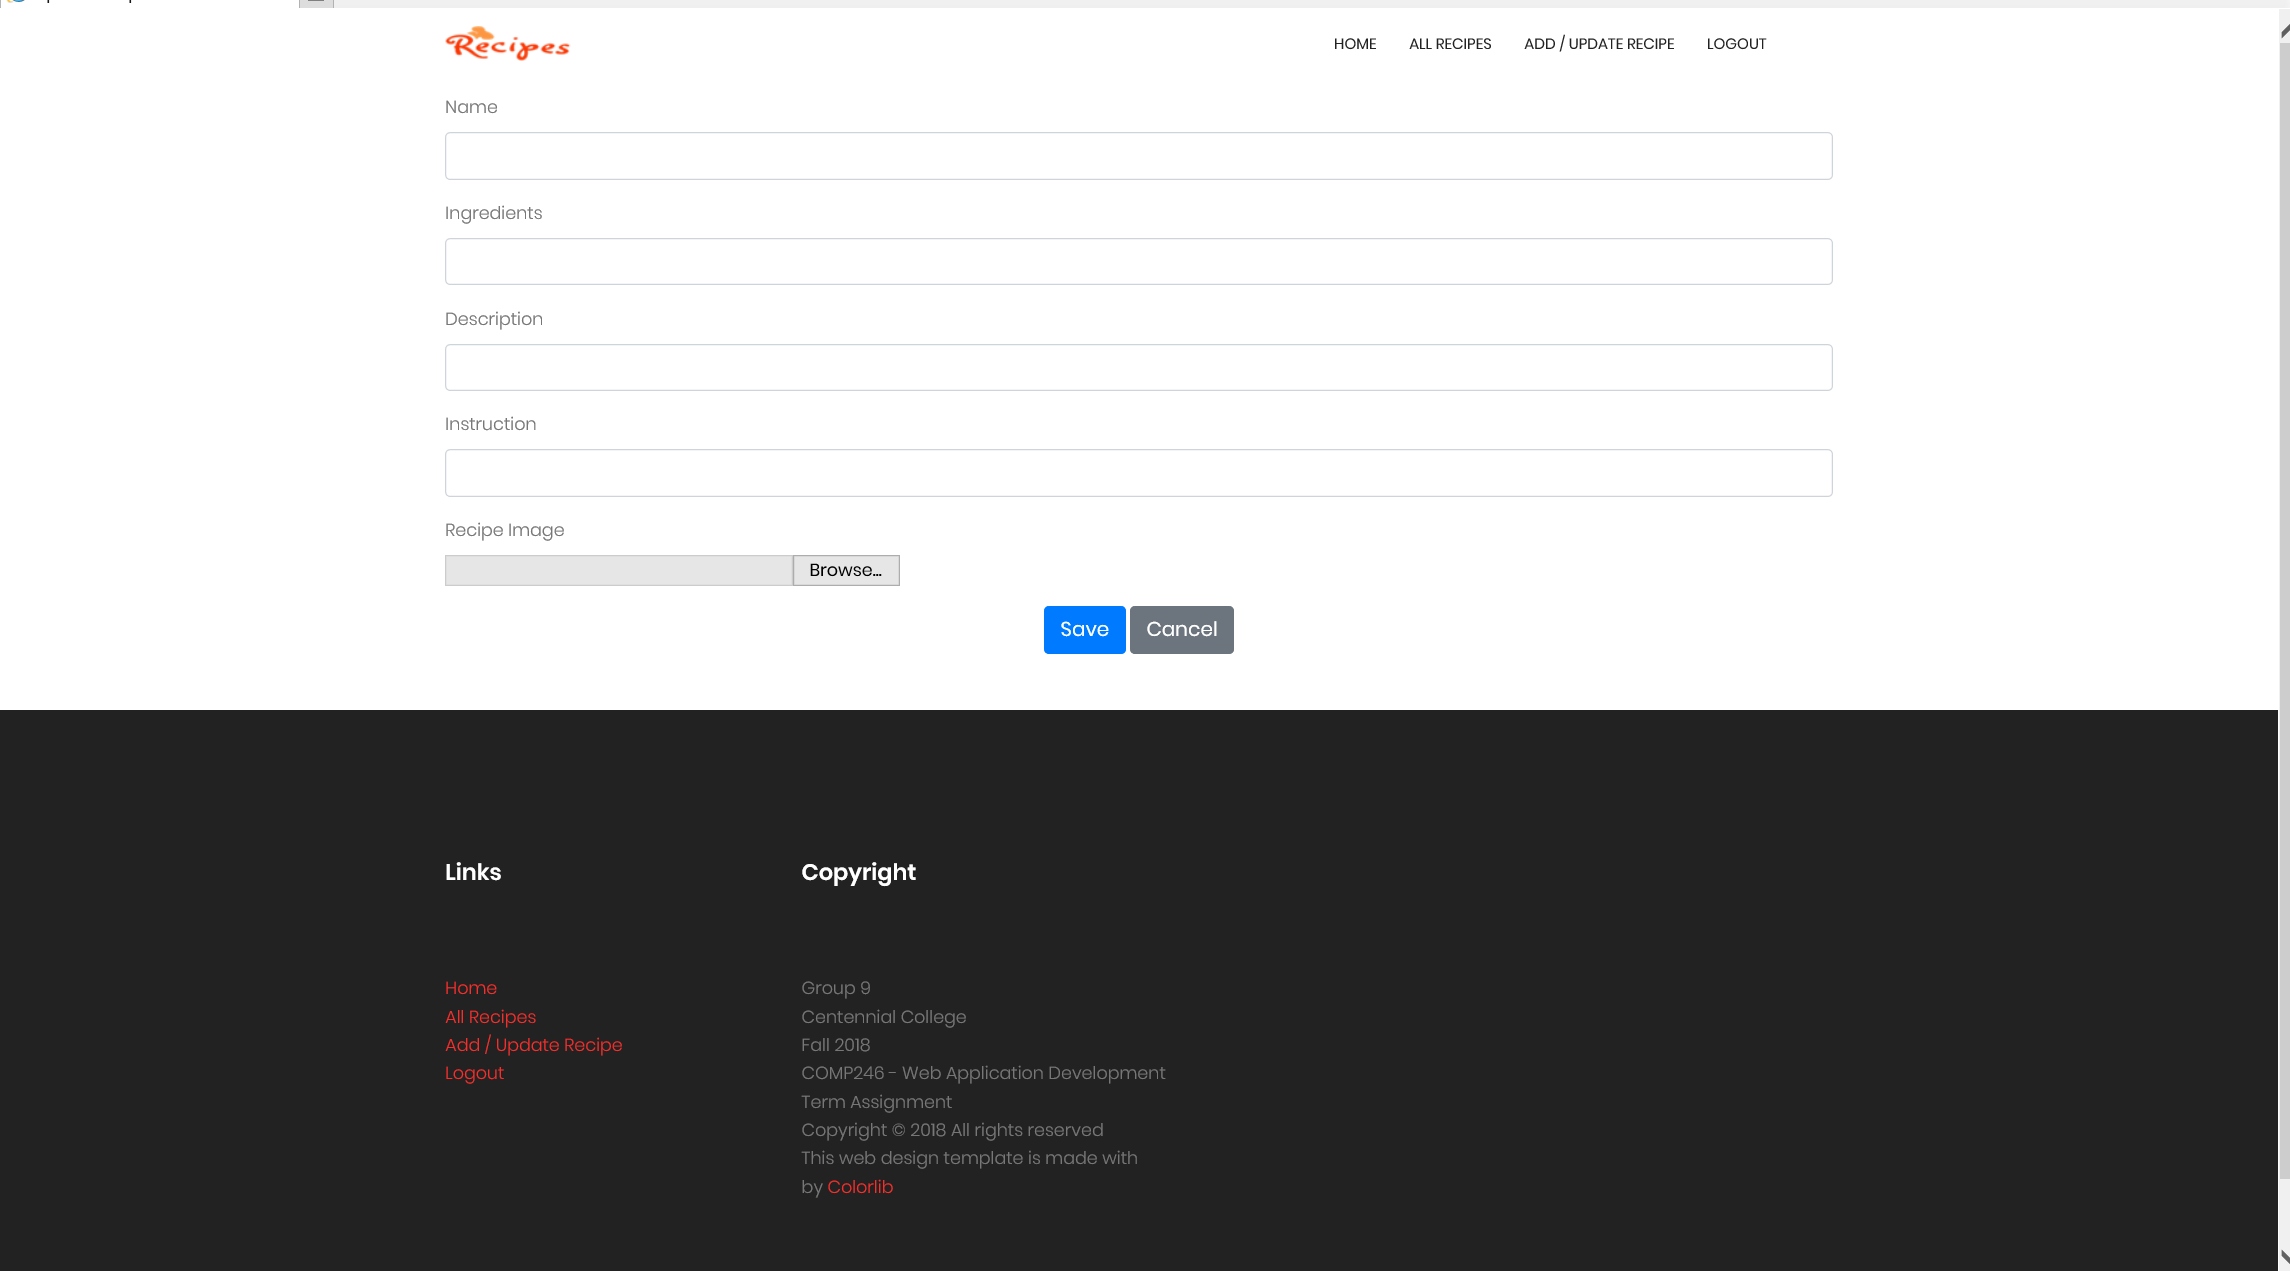 Recipes
HOME ALL RECIPES ADD / UPDATE RECIPE LOGOUT
Name
Ingredients
Description
Instruction
Recipe Image
Browse...
Save Cancel
Links
Home
All Recipes
Add / Update Recipe
Logout
Copyright
Group 9
Centennial College
Fall 2018
COMP246 - Web Application Development
Term Assignment
Copyright © 2018 All rights reserved
This web design template is made with
by Colorlib